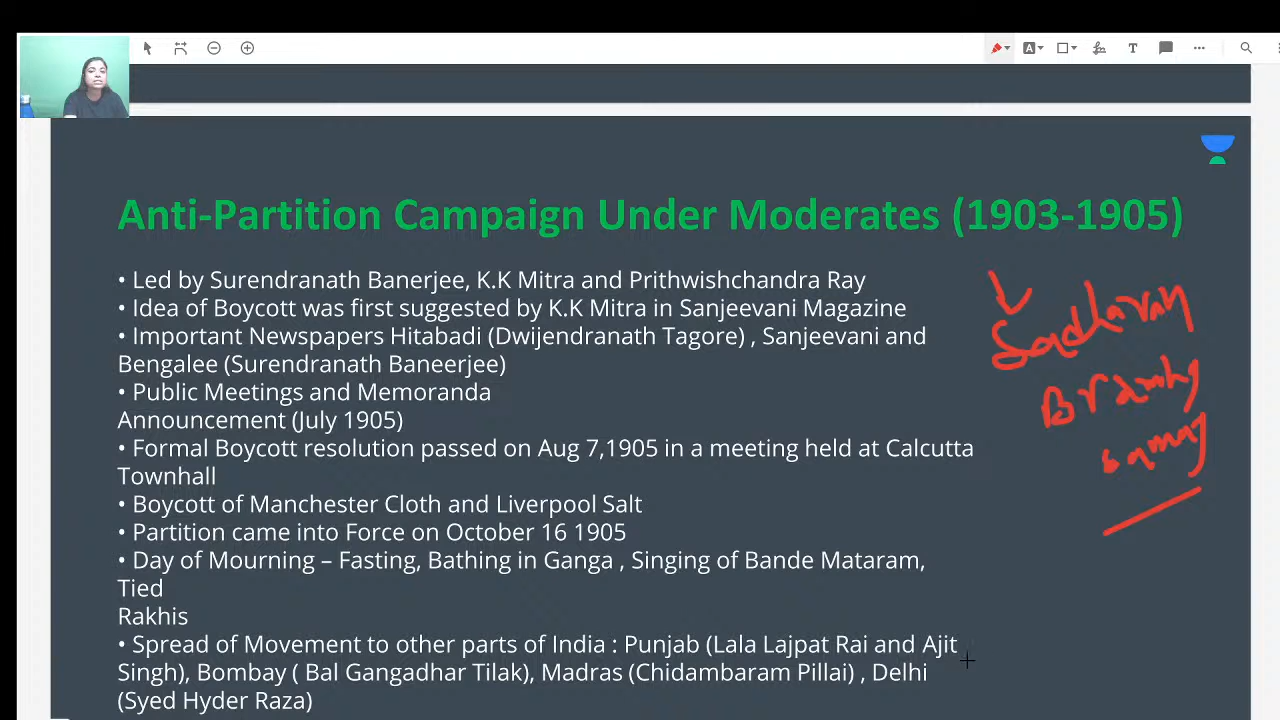 Anti-Partition Campaign Under Moderates (1903-1905)
• Led by Surendranath Banerjee, K.K Mitra and Prithwishchandra Ray
• Idea of Boycott was first suggested by K.K Mitra in Sanjeevani Magazine
• Important Newspapers Hitabadi (Dwijendranath Tagore) , Sanjeevani and
Bengalee (Surendranath Baneerjee)
• Public Meetings and Memoranda
Announcement (July 1905)
• Formal Boycott resolution passed on Aug 7,1905 in a meeting held at Calcutta
Townhall
• Boycott of Manchester Cloth and Liverpool Salt
• Partition came into Force on October 16 1905
• Day of Mourning – Fasting, Bathing in Ganga , Singing of Bande Mataram,
Tied
Rakhis
• Spread of Movement to other parts of India : Punjab (Lala Lajpat Rai and Ajit
Singh), Bombay ( Bal Gangadhar Tilak), Madras (Chidambaram Pillai) , Delhi
(Syed Hyder Raza)
Sadharan
samaj